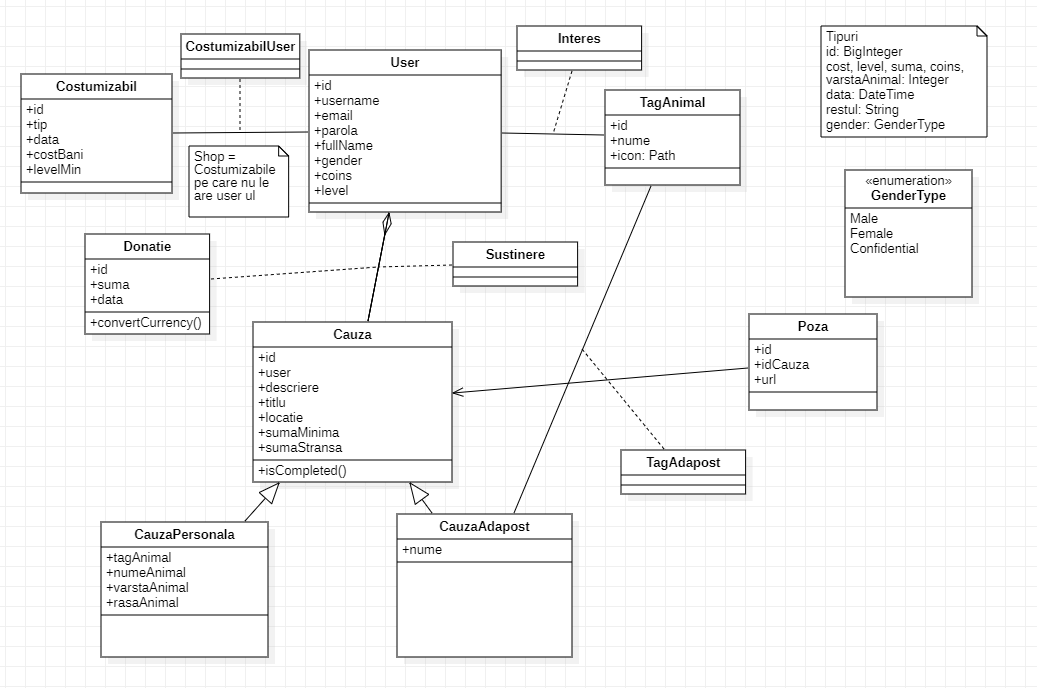 CostumizabilUser
Interes
Tipuri
id: BigInteger
cost, level, suma, coins,
varstaAnimal: Integer
data: DateTime
restul: String
gender: GenderType
Costumizabil
+id
+tip
+data
+costBani
+levelMin
User
+id
+username
+email
+parola
+fullName
+gender
+coins
+level
TagAnimal
+id
+nume
+icon: Path
Shop =
Costumizabile
pe care nu le
are user ul
«enumeration»
GenderType
Male
Female
Confidential
Donatie
+id
+suma
+data
+convertCurrency()
Sustinere
Cauza
+id
+user
+descriere
+titlu
+locatie
+sumaMinima
+sumaStransa
+isCompleted()
Poza
+id
+idCauza
+url
TagAdapost
CauzaPersonala
+tagAnimal
+numeAnimal
+varstaAnimal
+rasaAnimal
CauzaAdapost
+nume